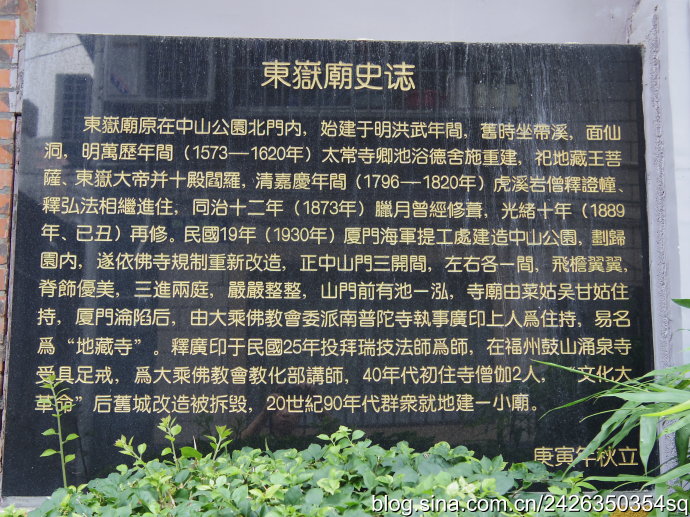 東嶽廟史誌
東嶽廟原在中山公園北門內，始建于明洪武年間，舊時坐帶溪，面仙
洞，明萬歷年間（1573—1620年）太常寺卿池浴德舍施重建，祀地藏王菩
薩、東嶽大帝并十殿閻羅，清嘉慶年間（1796—1820年）虎溪岩僧釋證幢、
釋弘法相繼進住，同治十二年（1873年）臘月曾經修葺，光緒十年（1889
年、己丑）再修。民國19年（1930年）厦門海軍提工處建造中山公園，劃歸
園內，遂依佛寺規制重新改造，正中山門三開間，左右各一間，飛檐翼翼，
脊飾優美，三進兩庭，嚴嚴整整，山門前有池一泓，寺廟由菜姑吴甘姑住
持，厦門淪陷后，由大乘佛教會委派南普陀寺執事廣印上人爲住持，易名
爲“地藏寺”。釋廣印于民國25年投拜瑞技法師爲師，在福州鼓山涌泉寺
受具足戒，爲大乘佛教會教化部講師，40年代初住寺僧伽2人，“文化大
革命”后舊城改造被拆毁，20世紀90年代群衆就地建一小廟。
庚寅年秋立
blog.sina.com.cn/2426350354sq